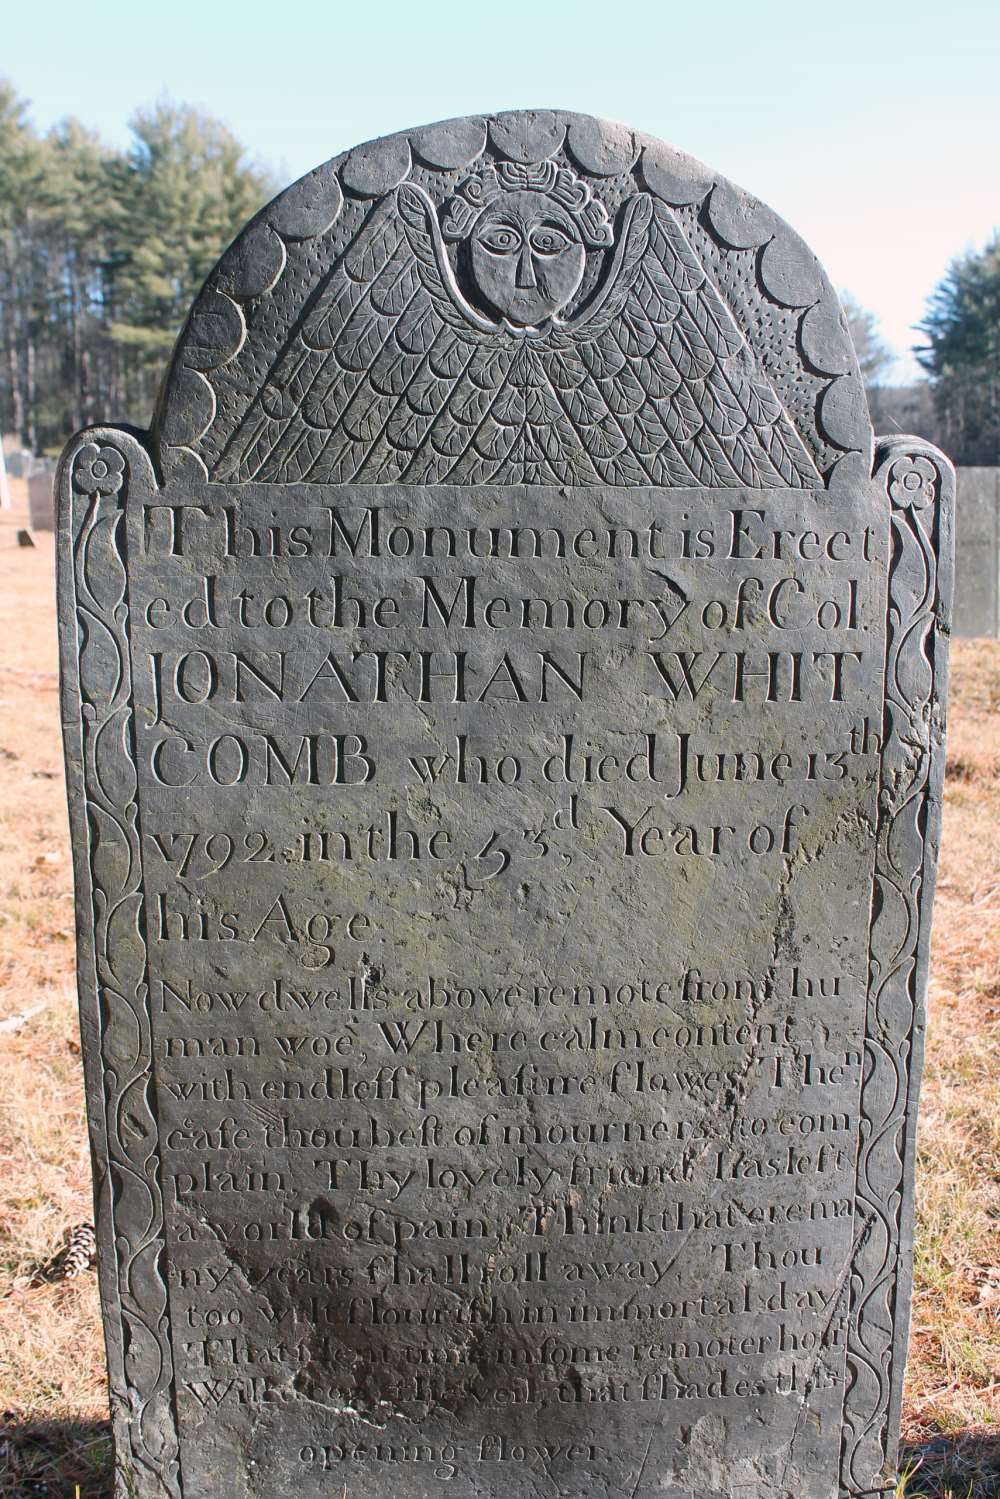 This Monument is Erect
ed to the Memory of Col.
JONATHAN WHIT
COMB who died June 13th
1792. in the 53d, Year of
his Age.
Now dwells above remote from hu
man woe, Where calm content
with endleſs pleaſure flowes. Then
ceaſe thou beſt of mourners, to com
plain, Thy lovely friend has left
a world of pain, Think that ere ma
ny years ſhall roll away, Thou
too wilt flouriſh in immortal day,
That ſilent time in ſome remoter hour
Will the veil, that ſhades this
opening flower.